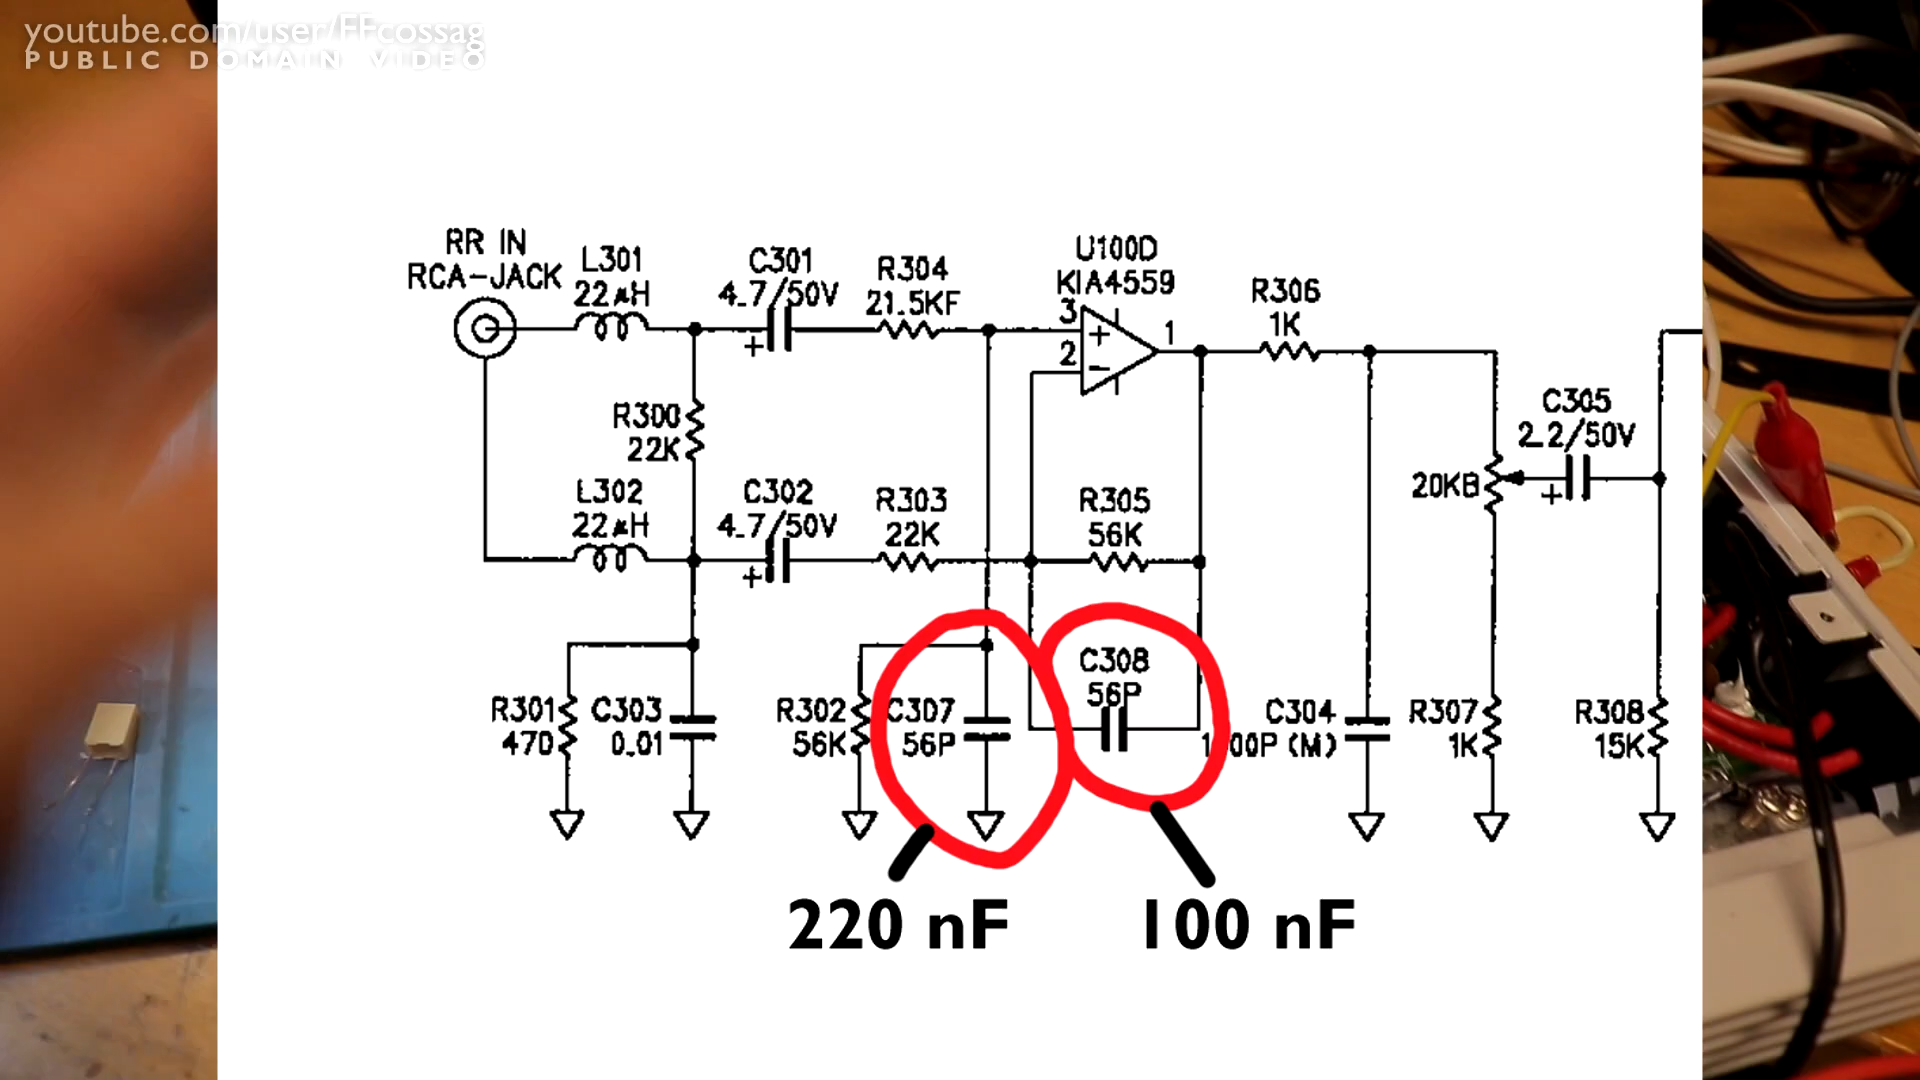 youtube.com/user/FFcossag
PUBLIC DOMAIN VIDEO
RR IN
RCA-JACK
L301
22µH
C301
4.7/50V
+
R304
21.5KF
U100D
KIA4559
3
+
2
-
1
R306
1K
R300
22K
C305
2.2/50V
+
20KB
L302
22µH
C302
4.7/50V
+
R303
22K
R305
56K
R301
470
C303
0.01
R302
56K
C307
56P
C308
56P
C304
00P (M)
R307
1K
R308
15K
220 nF
100 nF